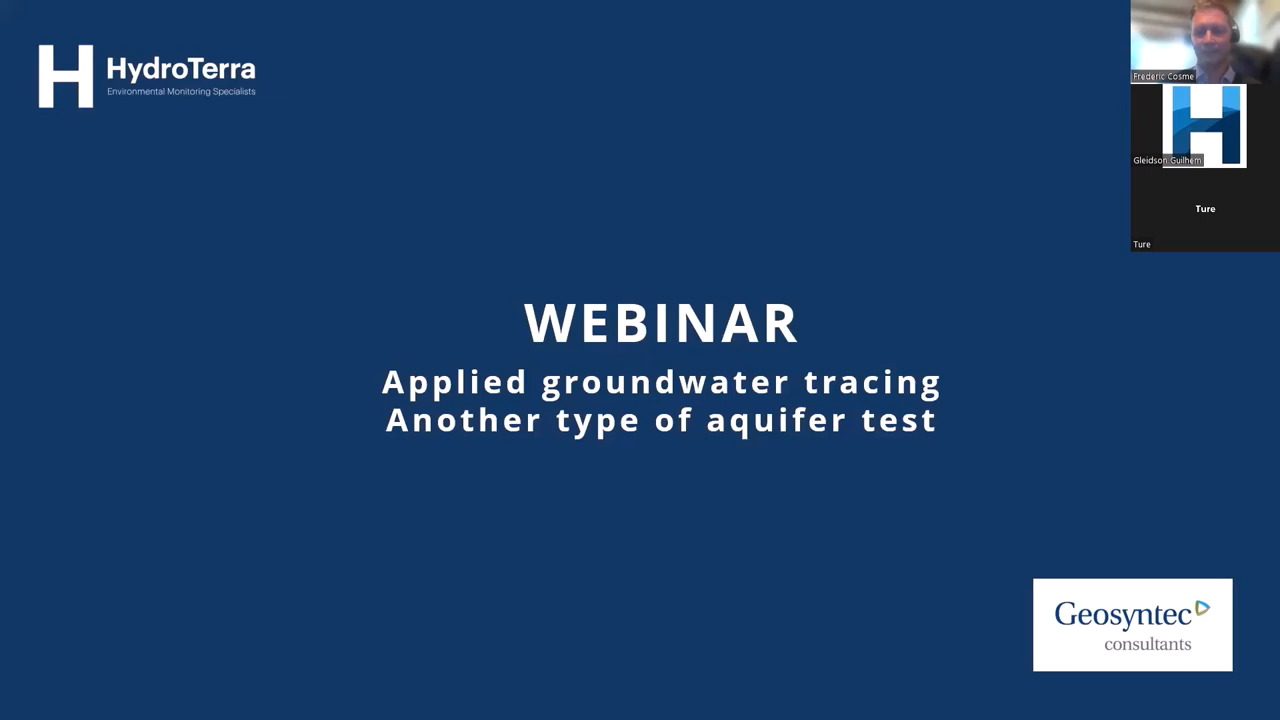 HydroTerra
Environmental Monitoring Specialists
Frederic Cosme
Gleidson Guilhem
Ture
Ture
WEBINAR
Applied groundwater tracing
Another type of aquifer test
Geosyntec
consultants